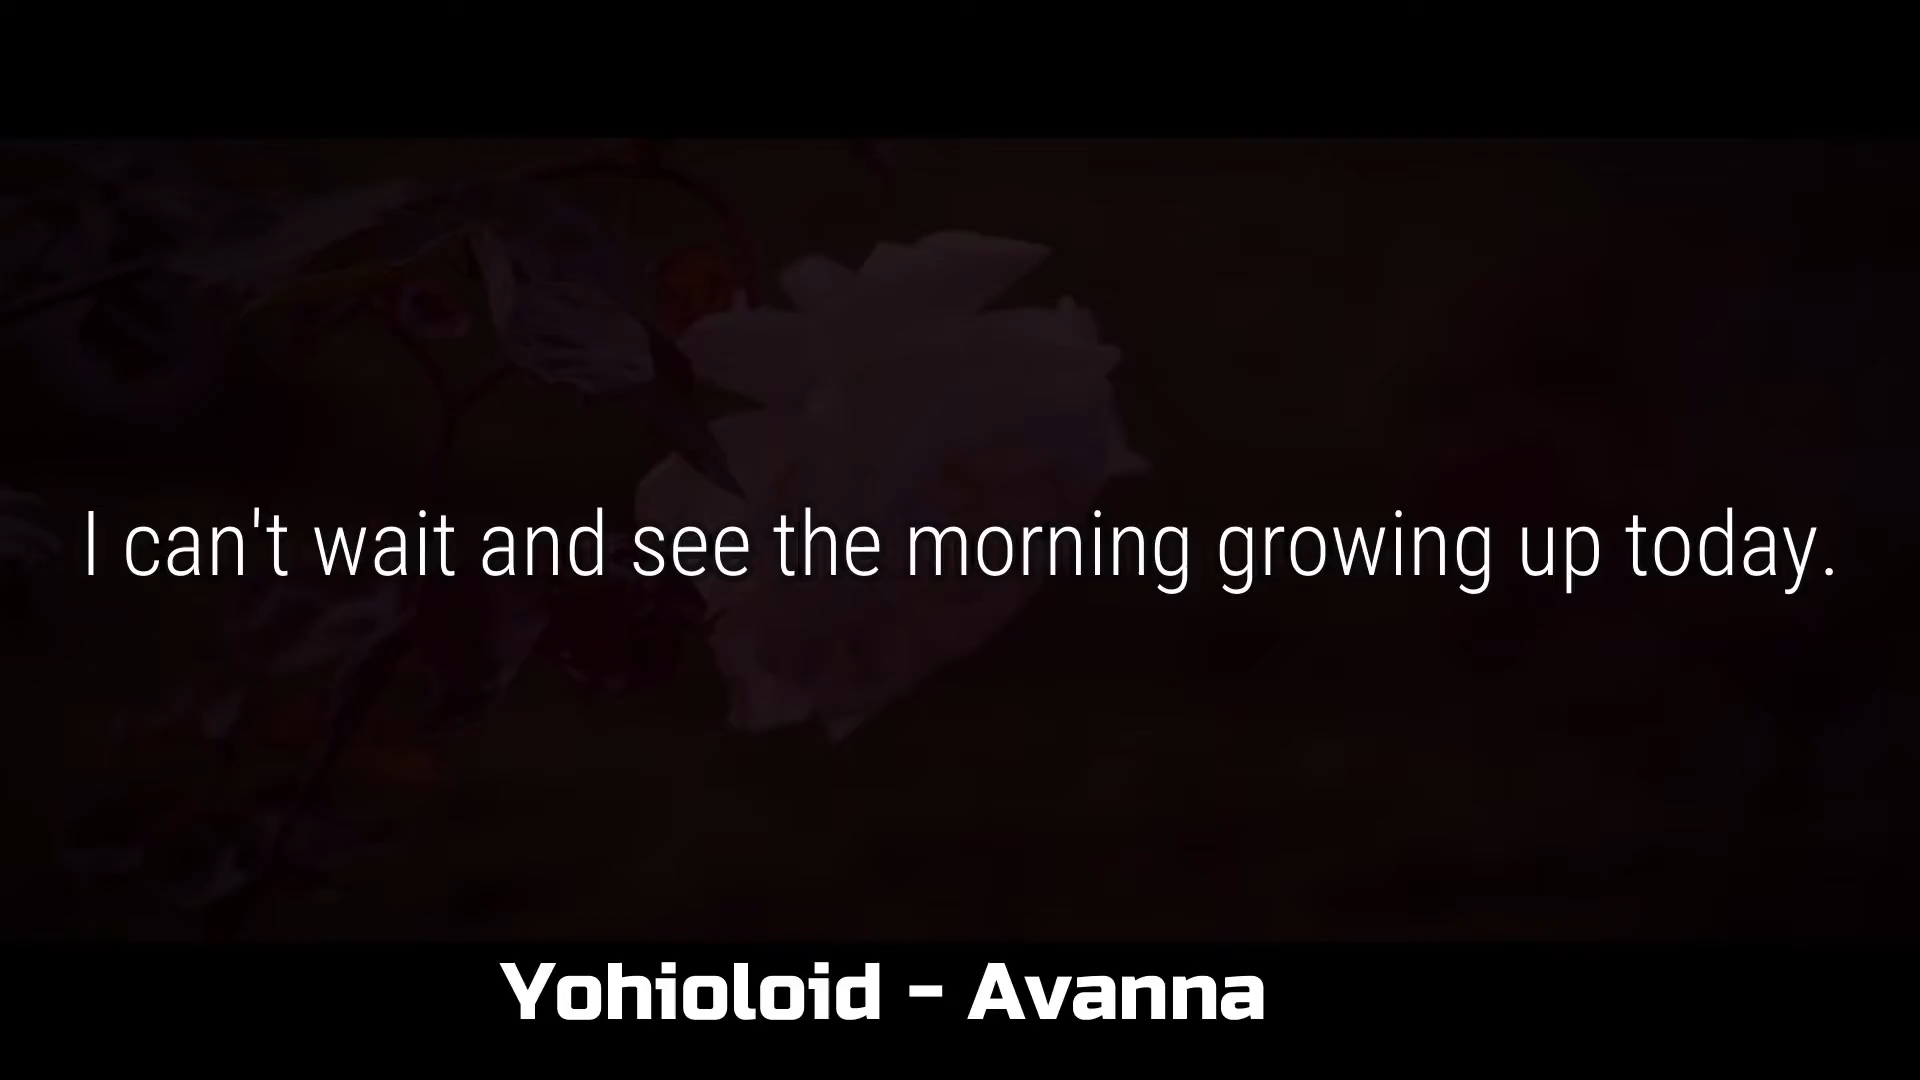 I can't wait and see the morning growing up today.
Yohioloid - Avanna